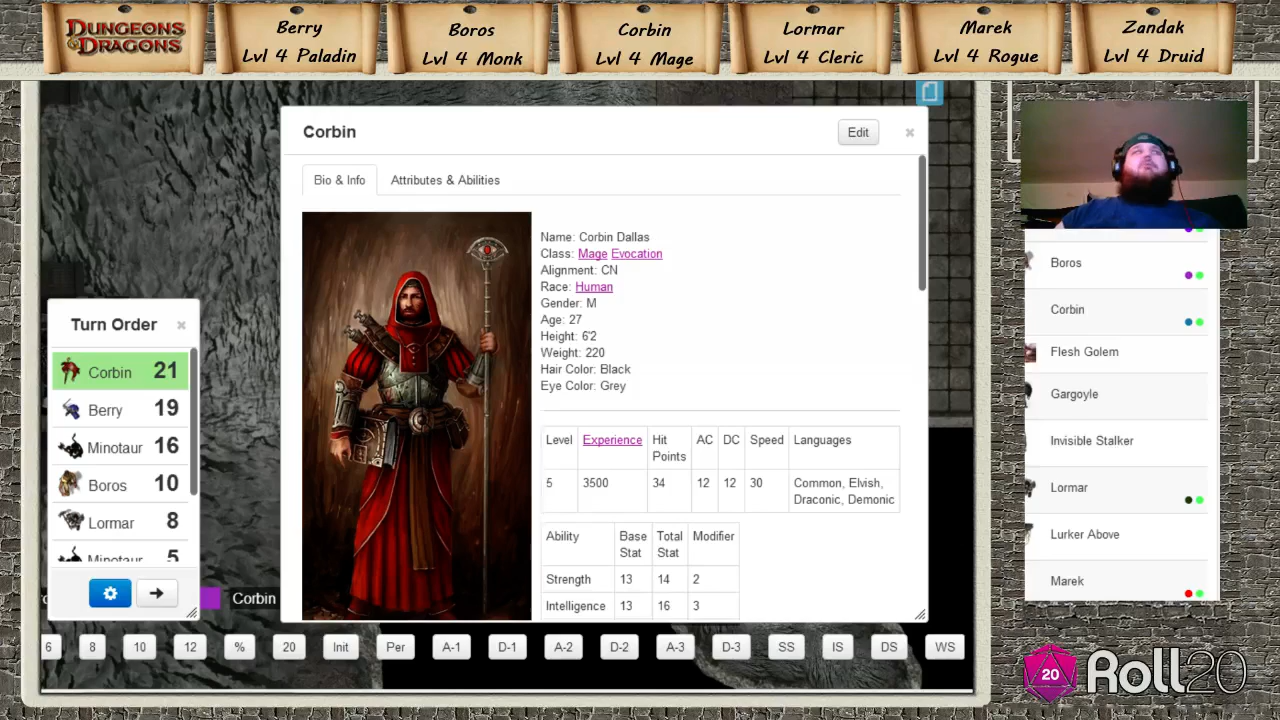 DUNGEONS & DRAGONS
Berry
Lvl 4 Paladin
Boros
Lvl 4 Monk
Corbin
Lvl 4 Mage
Lormar
Lvl 4 Cleric
Marek
Lvl 4 Rogue
Zandak
Lvl 4 Druid
Corbin
Edit
×
Bio & Info
Attributes & Abilities
Name: Corbin Dallas
Class: Mage Evocation
Alignment: CN
Race: Human
Gender: M
Age: 27
Height: 6'2
Weight: 220
Hair Color: Black
Eye Color: Grey
Level Experience Hit Points AC DC Speed Languages
5 3500 34 12 12 30 Common, Elvish, Draconic, Demonic
Ability Base Stat Total Stat Modifier
Strength 13 14 2
Intelligence 13 16 3
Turn Order ×
Corbin 21
Berry 19
Minotaur 16
Boros 10
Lormar 8
Minotaur 5
Corbin
6 8 10 12 % 20 Init Per A-1 D-1 A-2 D-2 A-3 D-3 SS IS DS WS
Boros
Corbin
Flesh Golem
Gargoyle
Invisible Stalker
Lormar
Lurker Above
Marek
20 Roll20